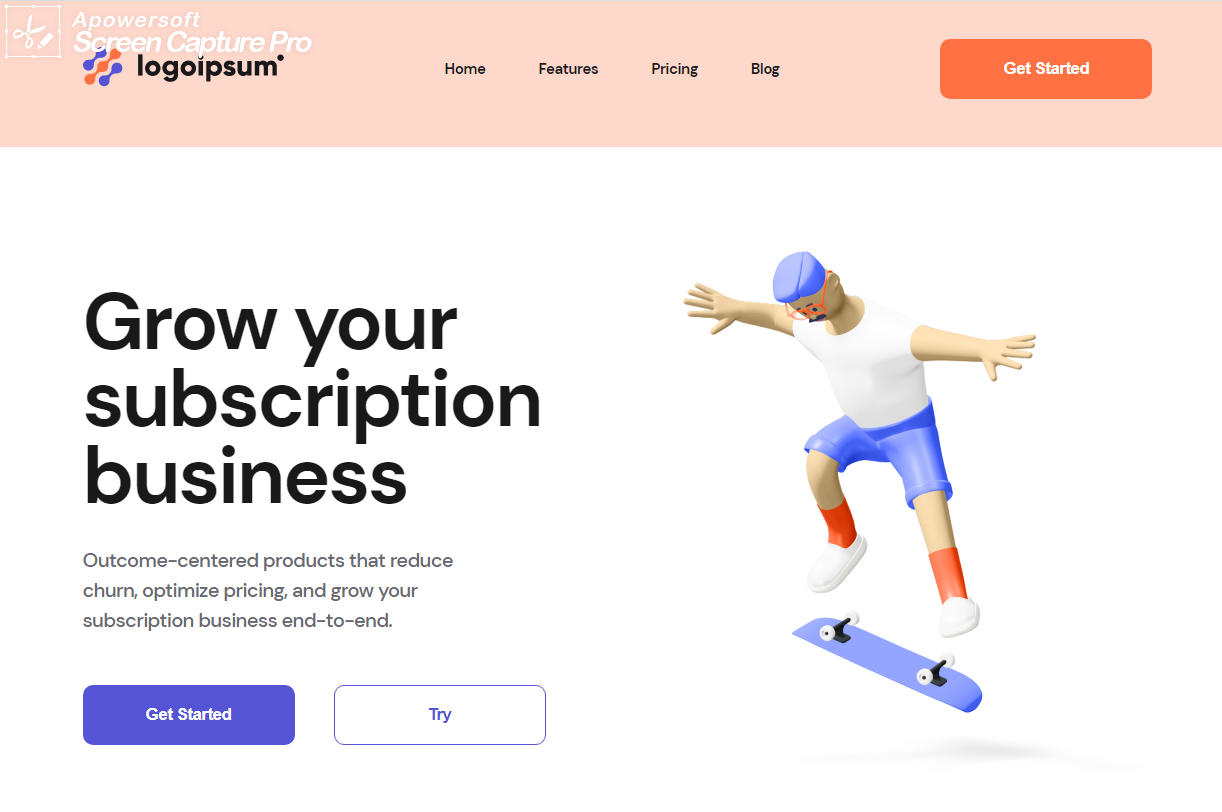 Apowersoft
Screen Capture Pro
logoipsum
Home
Features
Pricing
Blog
Get Started
Grow your
subscription
business
Outcome-centered products that reduce
churn, optimize pricing, and grow your
subscription business end-to-end.
Get Started
Try